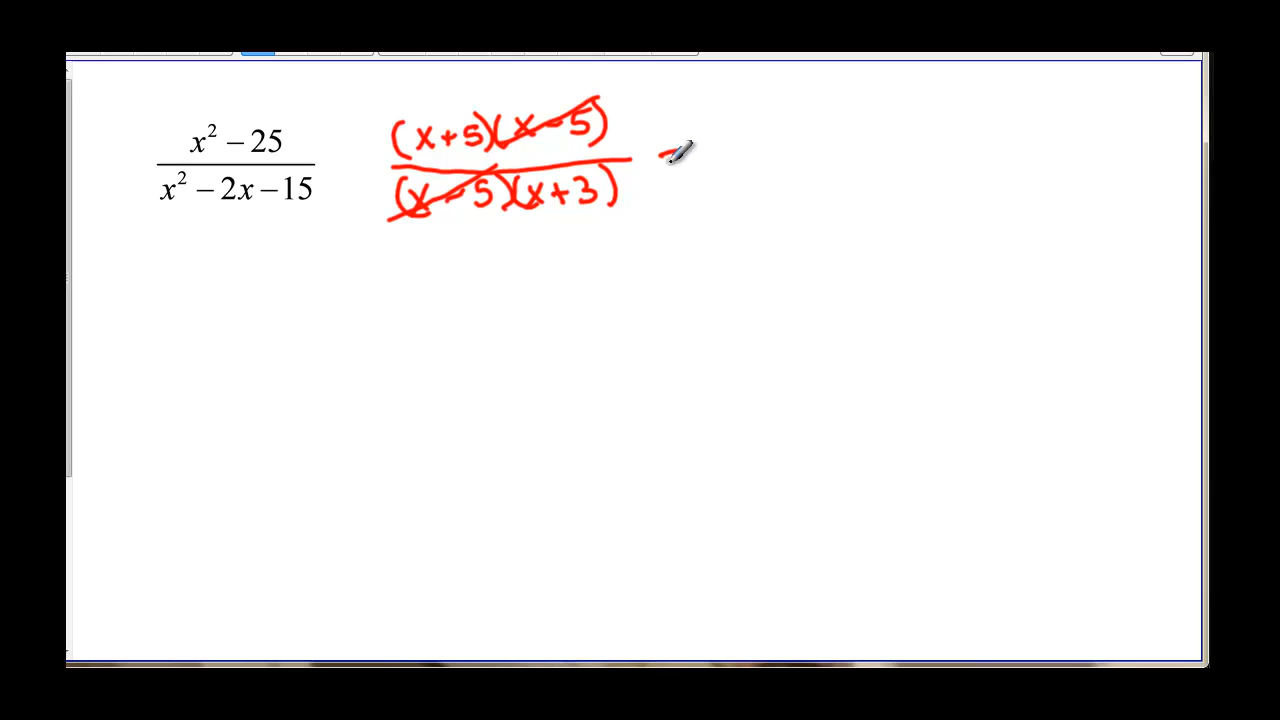 x² − 25
x² − 2x − 15
(x+5)(x−5)
(x−5)(x+3)